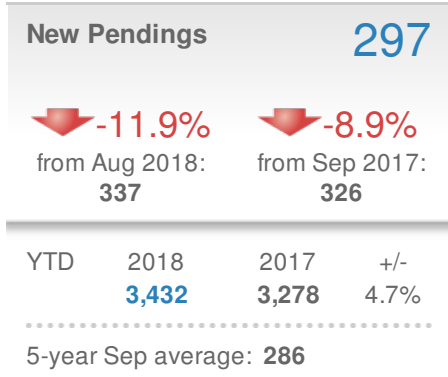 New Pendings 297
-11.9% -8.9%
from Aug 2018: from Sep 2017:
337 326
YTD 2018 2017 +/-
3,432 3,278 4.7%
5-year Sep average: 286